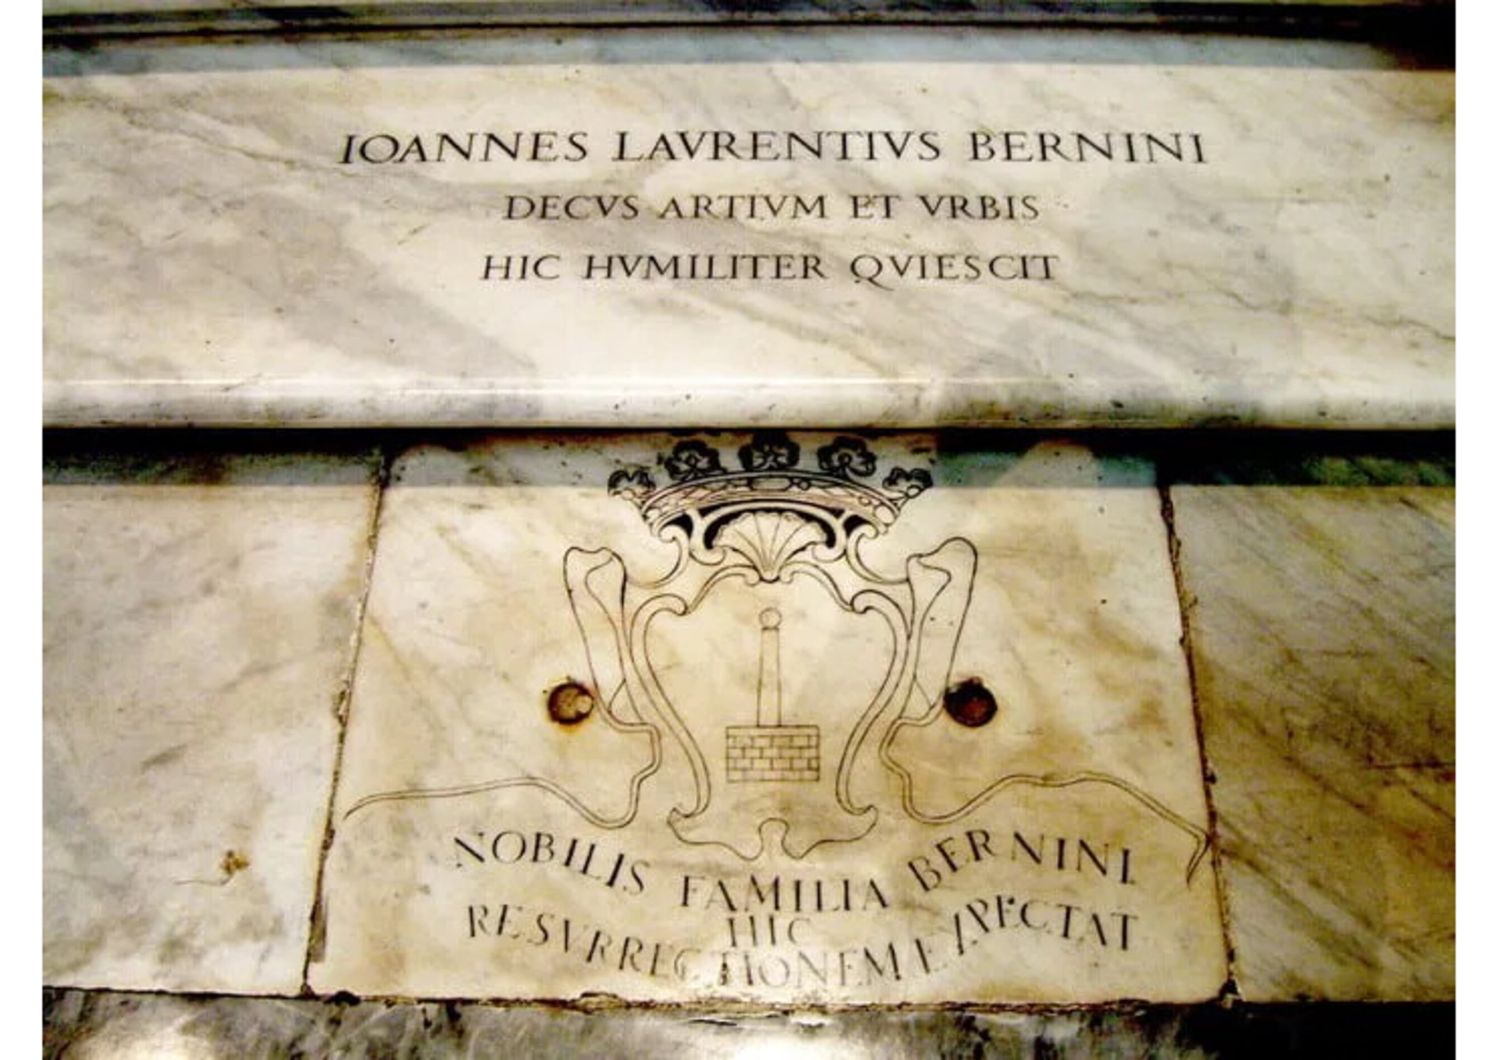 IOANNES LAVRENTIVS BERNINI
DECVS ARTIVM ET VRBIS
HIC HVMILITER QVIESCIT
NOBILIS FAMILIA BERNINI
HIC
RESVRRECTIONEM EXPECTAT